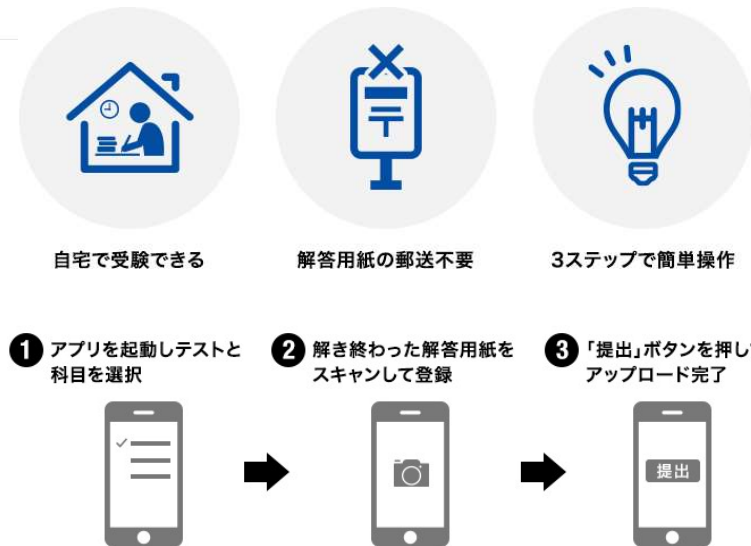 自宅で受験できる
解答用紙の郵送不要
3ステップで簡単操作
1 アプリを起動しテストと
科目を選択
2 解き終わった解答用紙を
スキャンして登録
3 「提出」ボタンを押し
アップロード完了
提出